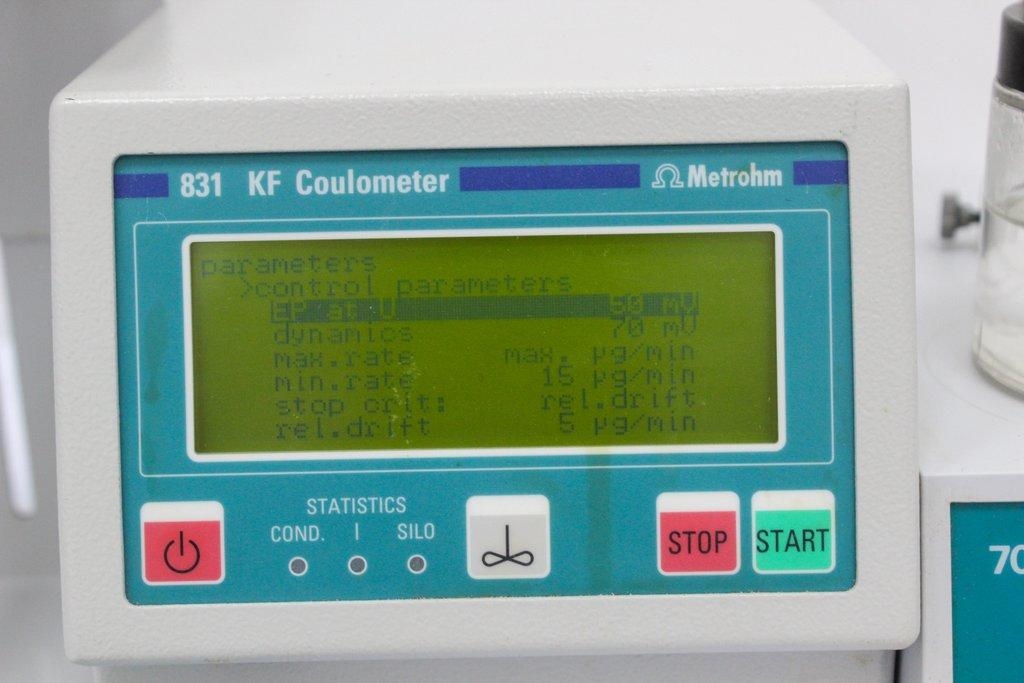 831 KF Coulometer Metrohm
parameters
>control parameters
EP at U 50 mV
dynamics 70 mV
max.rate max. µg/min
min.rate 15 µg/min
stop crit: rel.drift
rel.drift 5 µg/min
STATISTICS
COND. I SILO
STOP START
70